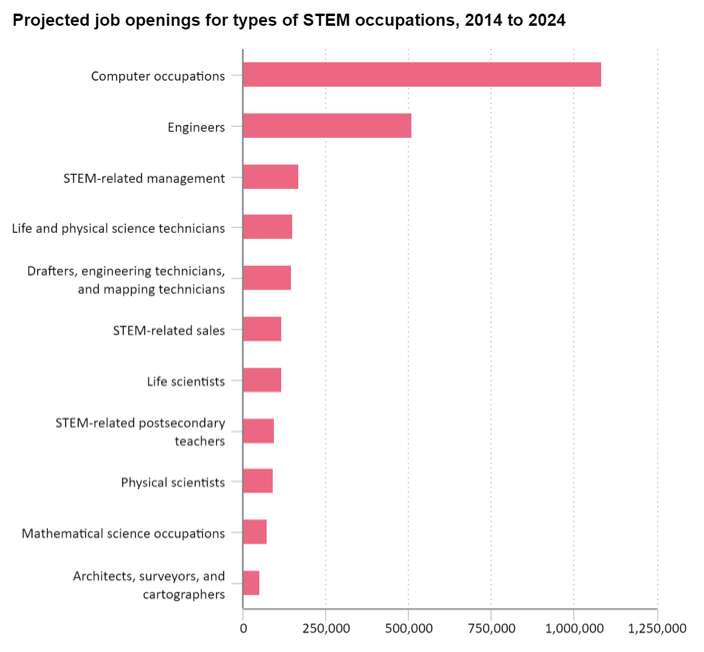 Projected job openings for types of STEM occupations, 2014 to 2024
Computer occupations
Engineers
STEM-related management
Life and physical science technicians
Drafters, engineering technicians,
and mapping technicians
STEM-related sales
Life scientists
STEM-related postsecondary
teachers
Physical scientists
Mathematical science occupations
Architects, surveyors, and
cartographers
0 250,000 500,000 750,000 1,000,000 1,250,000